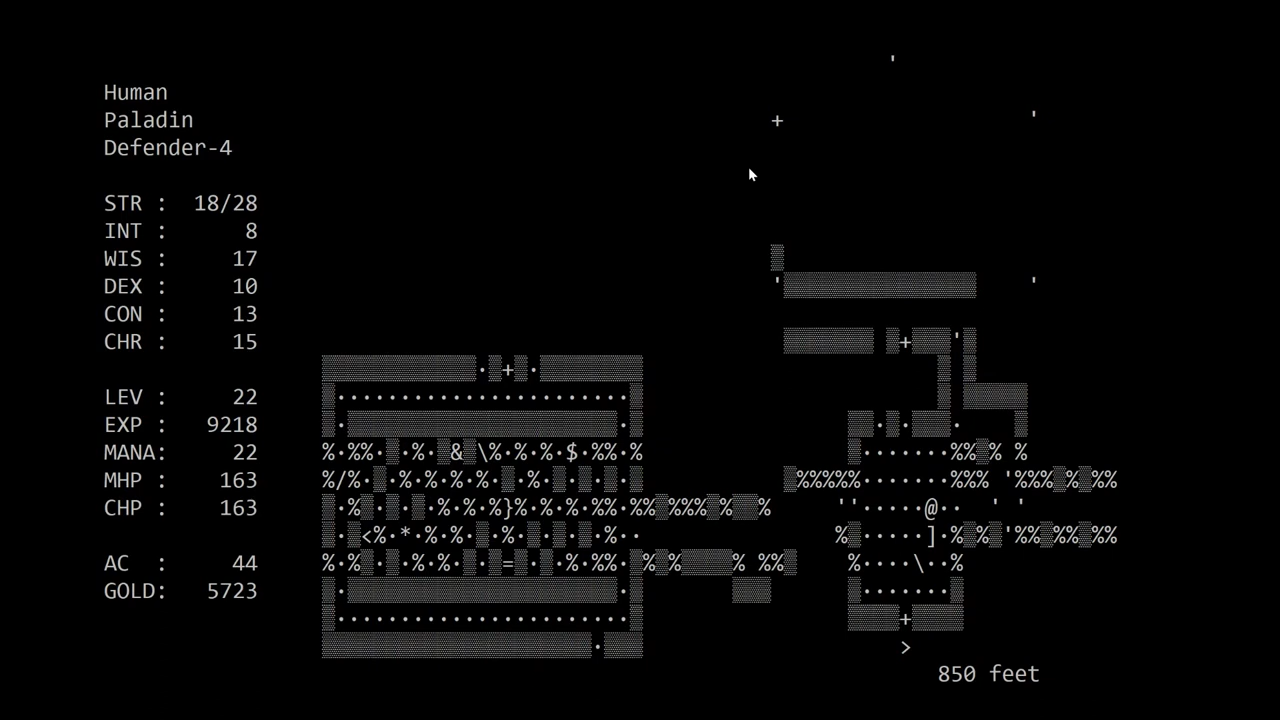 Human
Paladin
Defender-4
STR : 18/28
INT : 8
WIS : 17
DEX : 10
CON : 13
CHR : 15
LEV : 22
EXP : 9218
MANA: 22
MHP : 163
CHP : 163
AC : 44
GOLD: 5723
850 feet